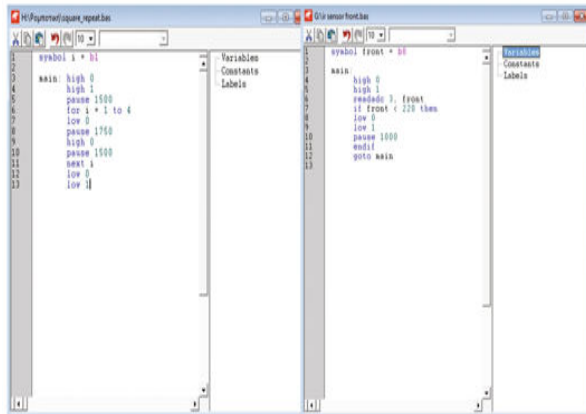 square_repeat.bas
10
1 symbol i = b1
2
3 main: high 0
4 high 1
5 pause 1500
6 for i = 1 to 4
7 low 0
8 pause 1750
9 high 0
10 pause 1500
11 next i
12 low 0
13 low 1
Variables
Constants
Labels
G:\ir sensor front.bas
10
1 symbol front = b0
2
3 main:
4 high 0
5 high 1
6 readadc 3, front
7 if front < 220 then
8 low 0
9 low 1
10 pause 1000
11 endif
12 goto main
13
Variables
Constants
Labels